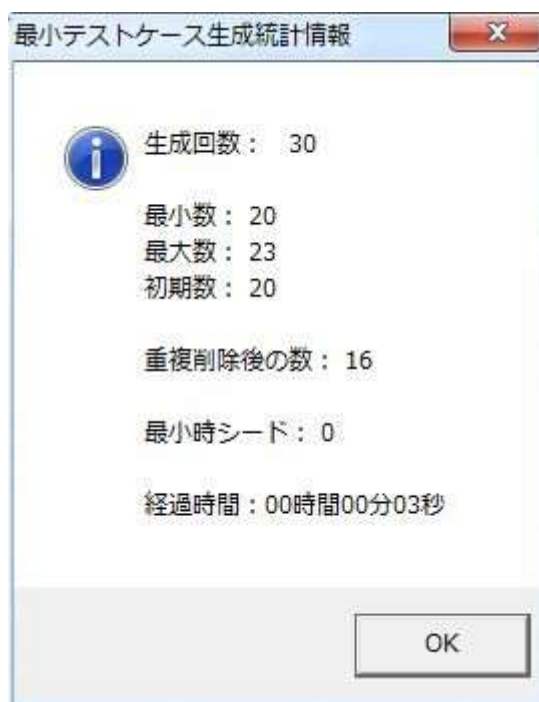 最小テストケース生成統計情報
生成回数： 30
最小数： 20
最大数： 23
初期数： 20
重複削除後の数： 16
最小時シード： 0
経過時間：00時間00分03秒
OK